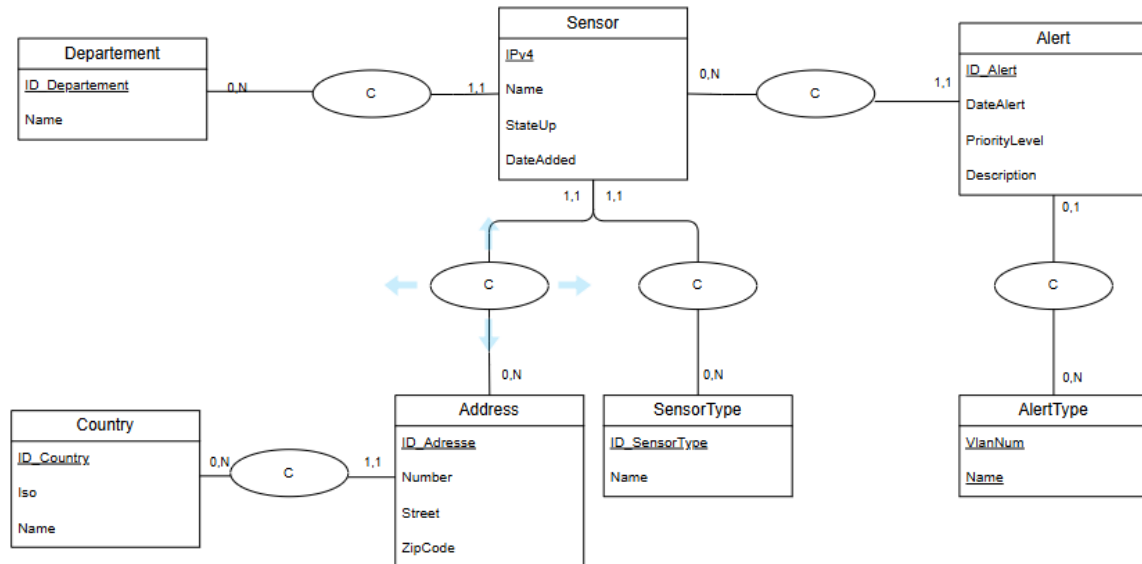 Departement
ID_Departement
Name
0,N
C
1,1
Sensor
IPv4
Name
StateUp
DateAdded
0,N
C
1,1
Alert
ID_Alert
DateAlert
PriorityLevel
Description
1,1
1,1
0,1
C
C
C
0,N
0,N
0,N
Country
ID_Country
Iso
Name
0,N
C
1,1
Address
ID_Adresse
Number
Street
ZipCode
SensorType
ID_SensorType
Name
AlertType
VlanNum
Name